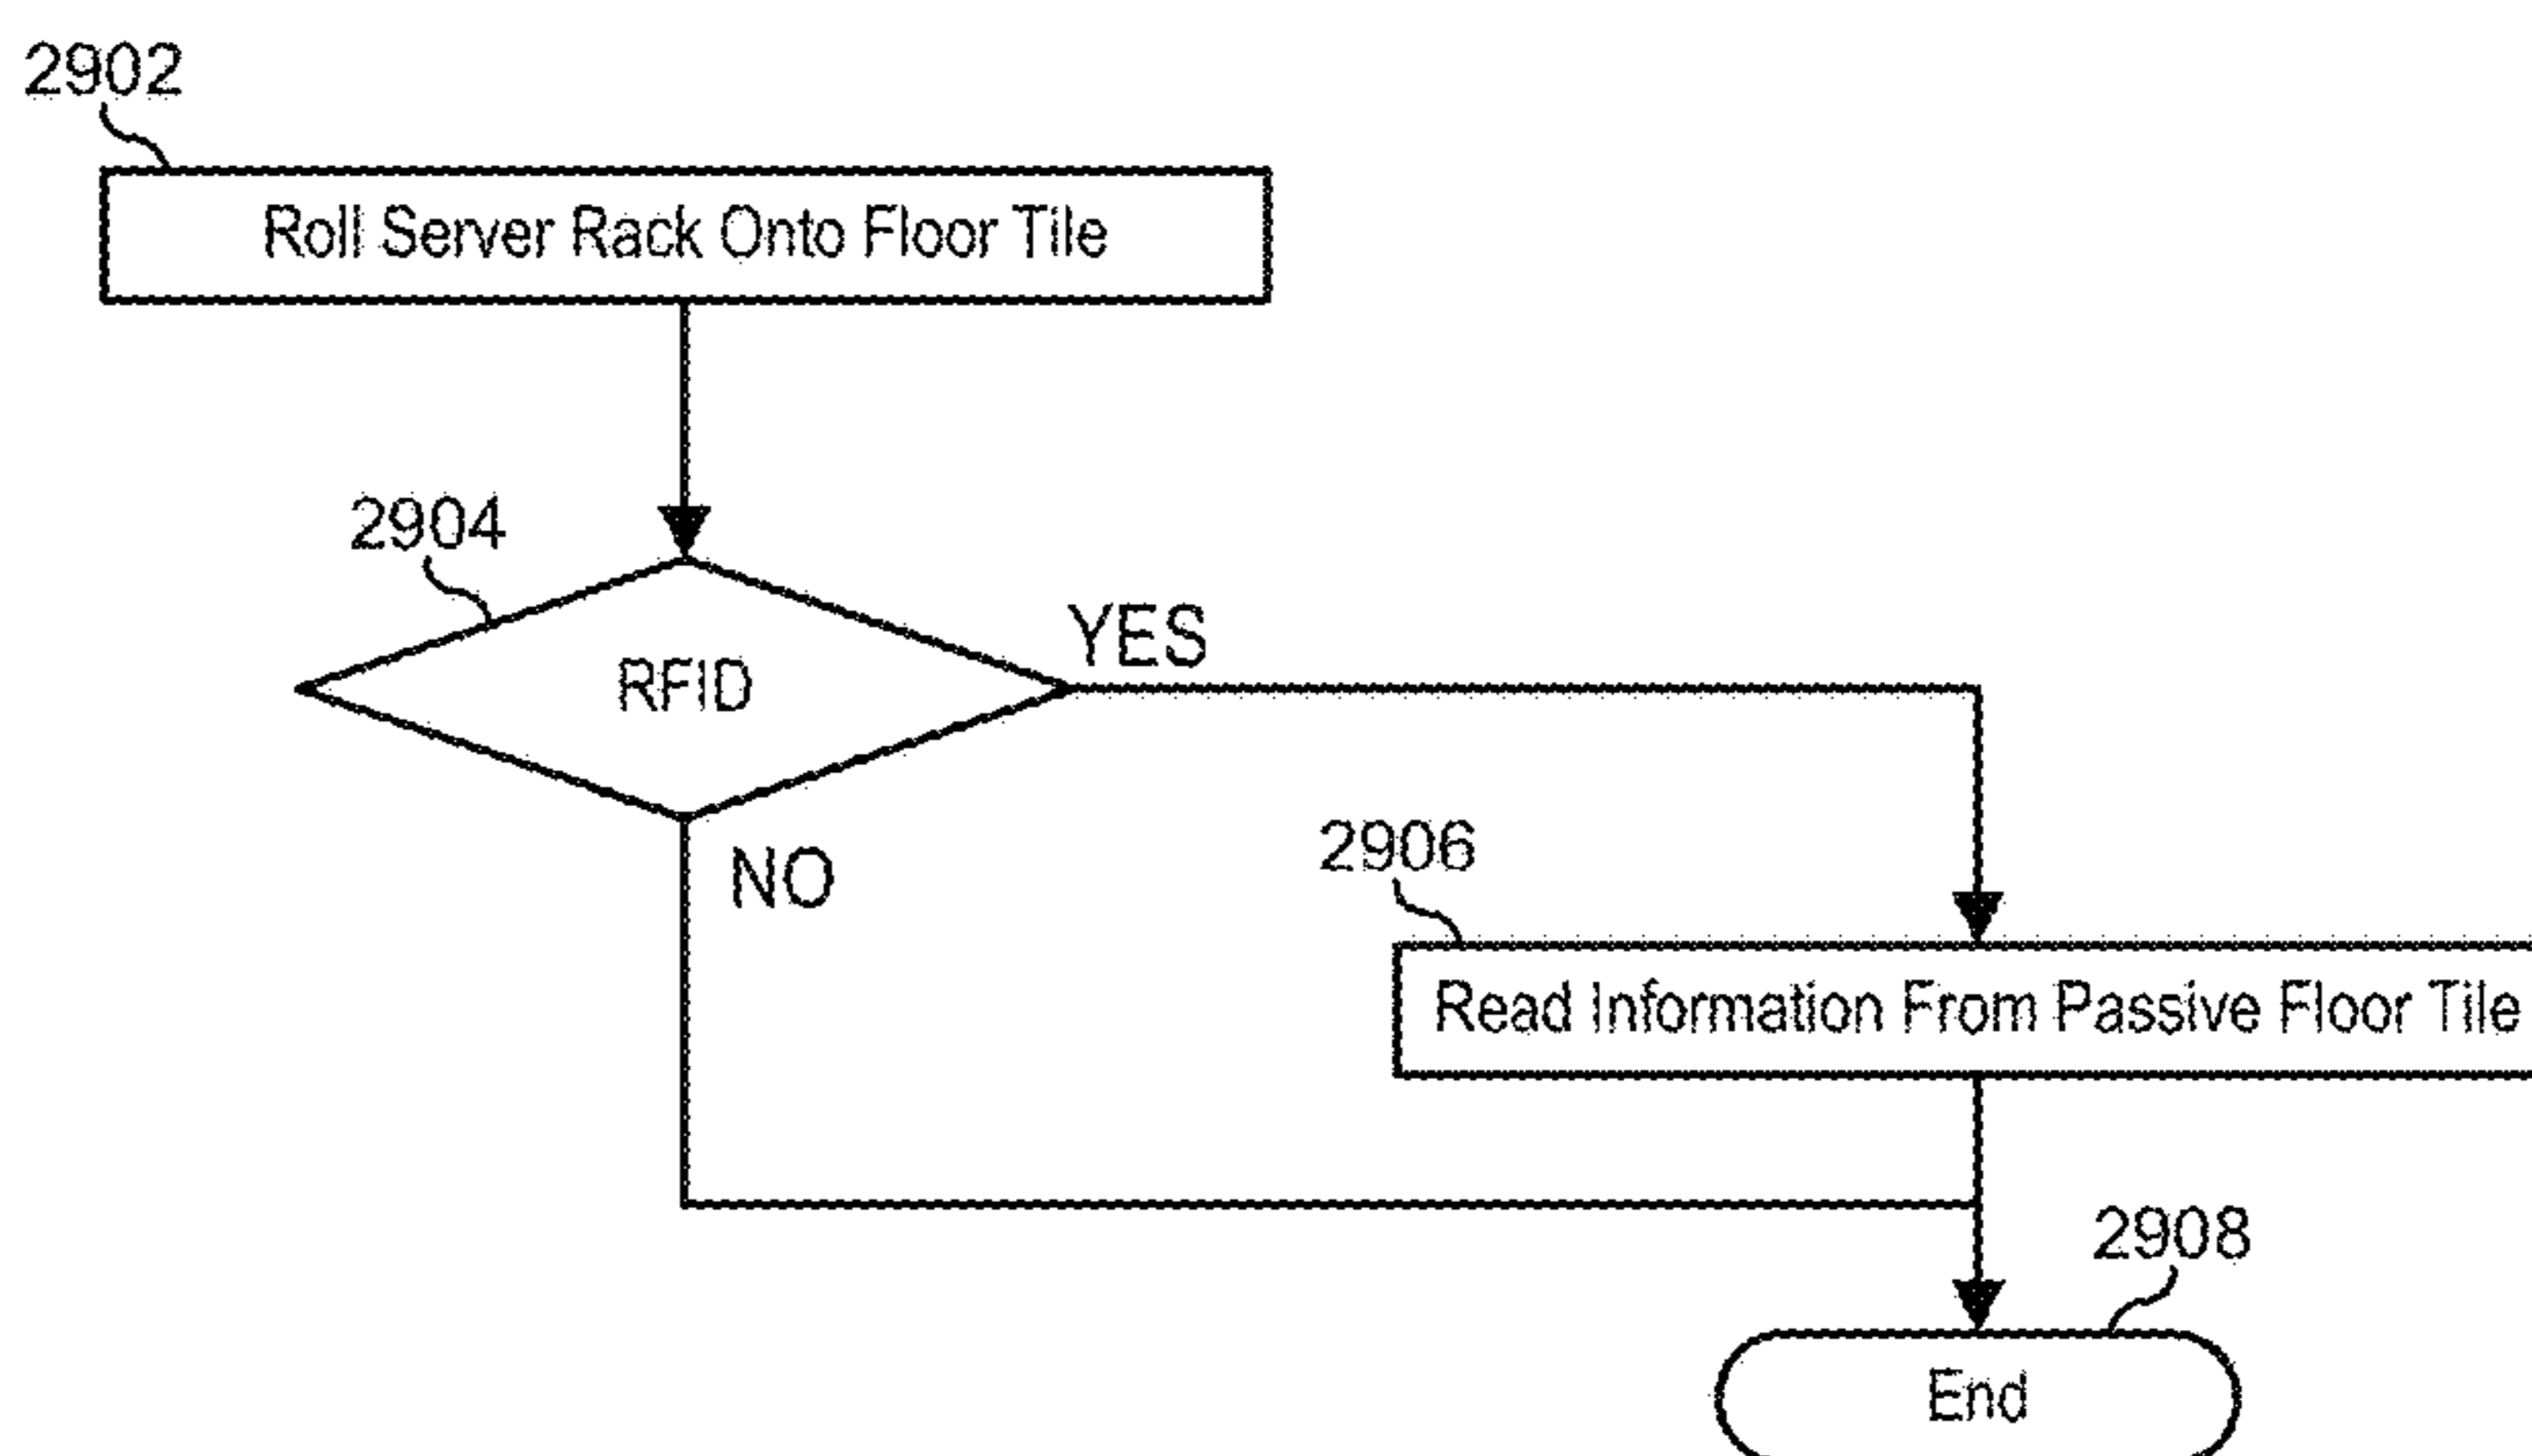 2902
Roll Server Rack Onto Floor Tile
2904
RFID
YES
NO
2906
Read Information From Passive Floor Tile
2908
End